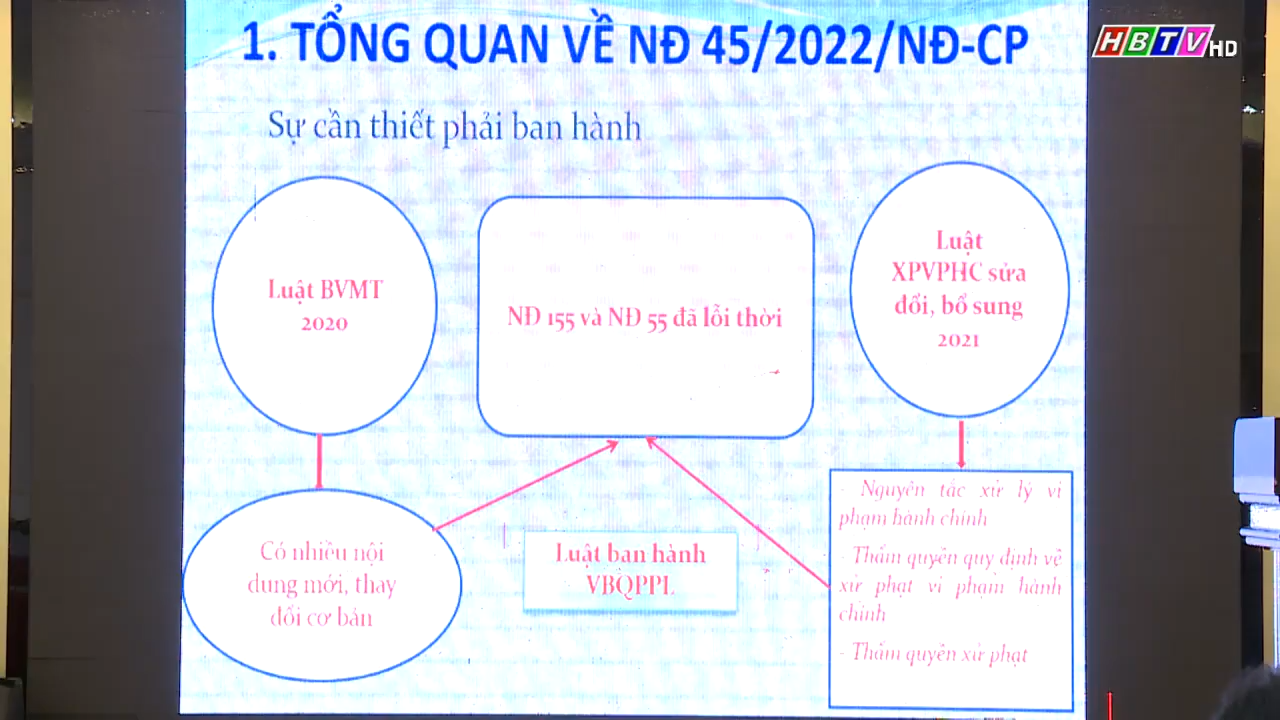 1. TỔNG QUAN VỀ NĐ 45/2022/NĐ-CP
HBTV HD
Sự cần thiết phải ban hành
Luật BVMT
2020
NĐ 155 và NĐ 55 đã lỗi thời
Luật
XPVPHC sửa
đổi, bổ sung
2021
Có nhiều nội
dung mới, thay
đổi cơ bản
Luật ban hành
VBQPPL
- Nguyên tắc xử lý vi
phạm hành chính
- Thẩm quyền quy định về
xử phạt vi phạm hành
chính
- Thẩm quyền xử phạt